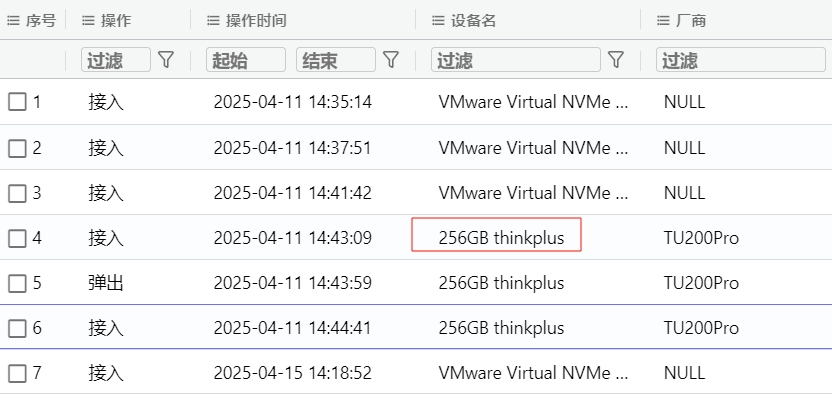 序号 操作 操作时间 设备名 厂商
过滤 起始 结束 过滤 过滤
1 接入 2025-04-11 14:35:14 VMware Virtual NVMe ... NULL
2 接入 2025-04-11 14:37:51 VMware Virtual NVMe ... NULL
3 接入 2025-04-11 14:41:42 VMware Virtual NVMe ... NULL
4 接入 2025-04-11 14:43:09 256GB thinkplus TU200Pro
5 弹出 2025-04-11 14:43:59 256GB thinkplus TU200Pro
6 接入 2025-04-11 14:44:41 256GB thinkplus TU200Pro
7 接入 2025-04-15 14:18:52 VMware Virtual NVMe ... NULL